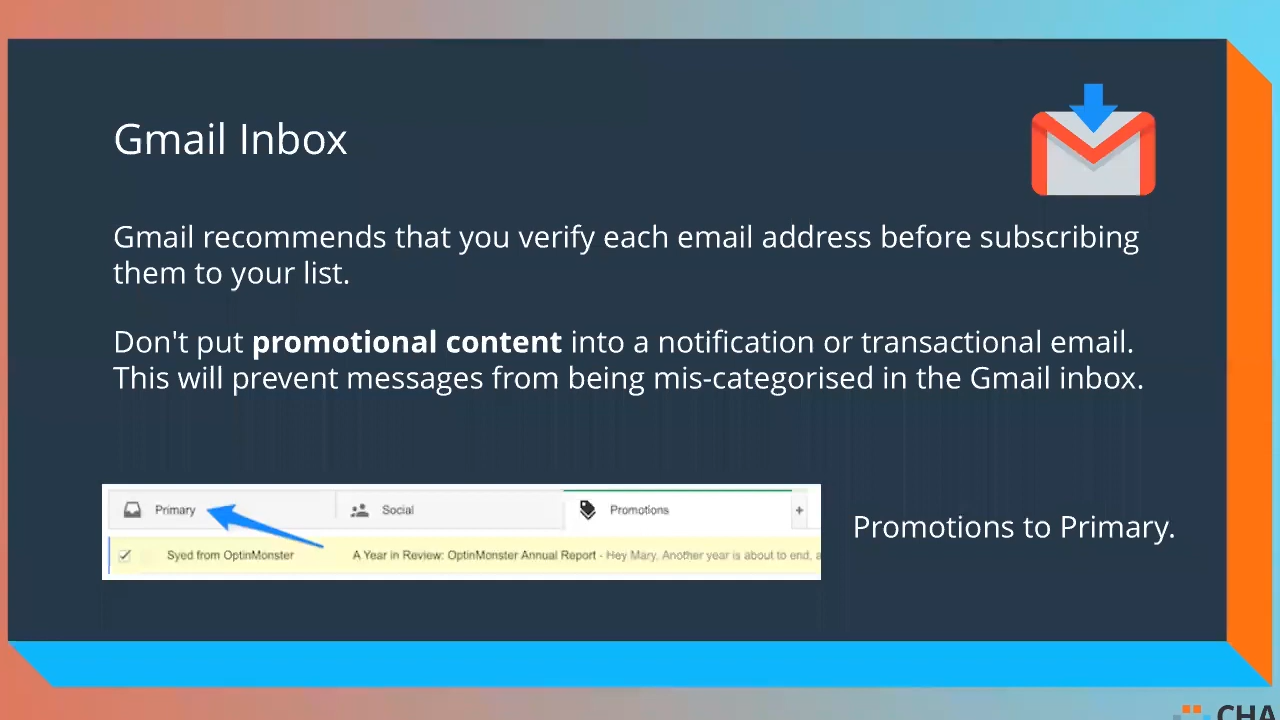 Gmail Inbox
Gmail recommends that you verify each email address before subscribing
them to your list.
Don't put promotional content into a notification or transactional email.
This will prevent messages from being mis-categorised in the Gmail inbox.
Primary Social Promotions +
Syed from OptinMonster A Year in Review: OptinMonster Annual Report - Hey Mary, Another year is about to end, a
Promotions to Primary.
CHA